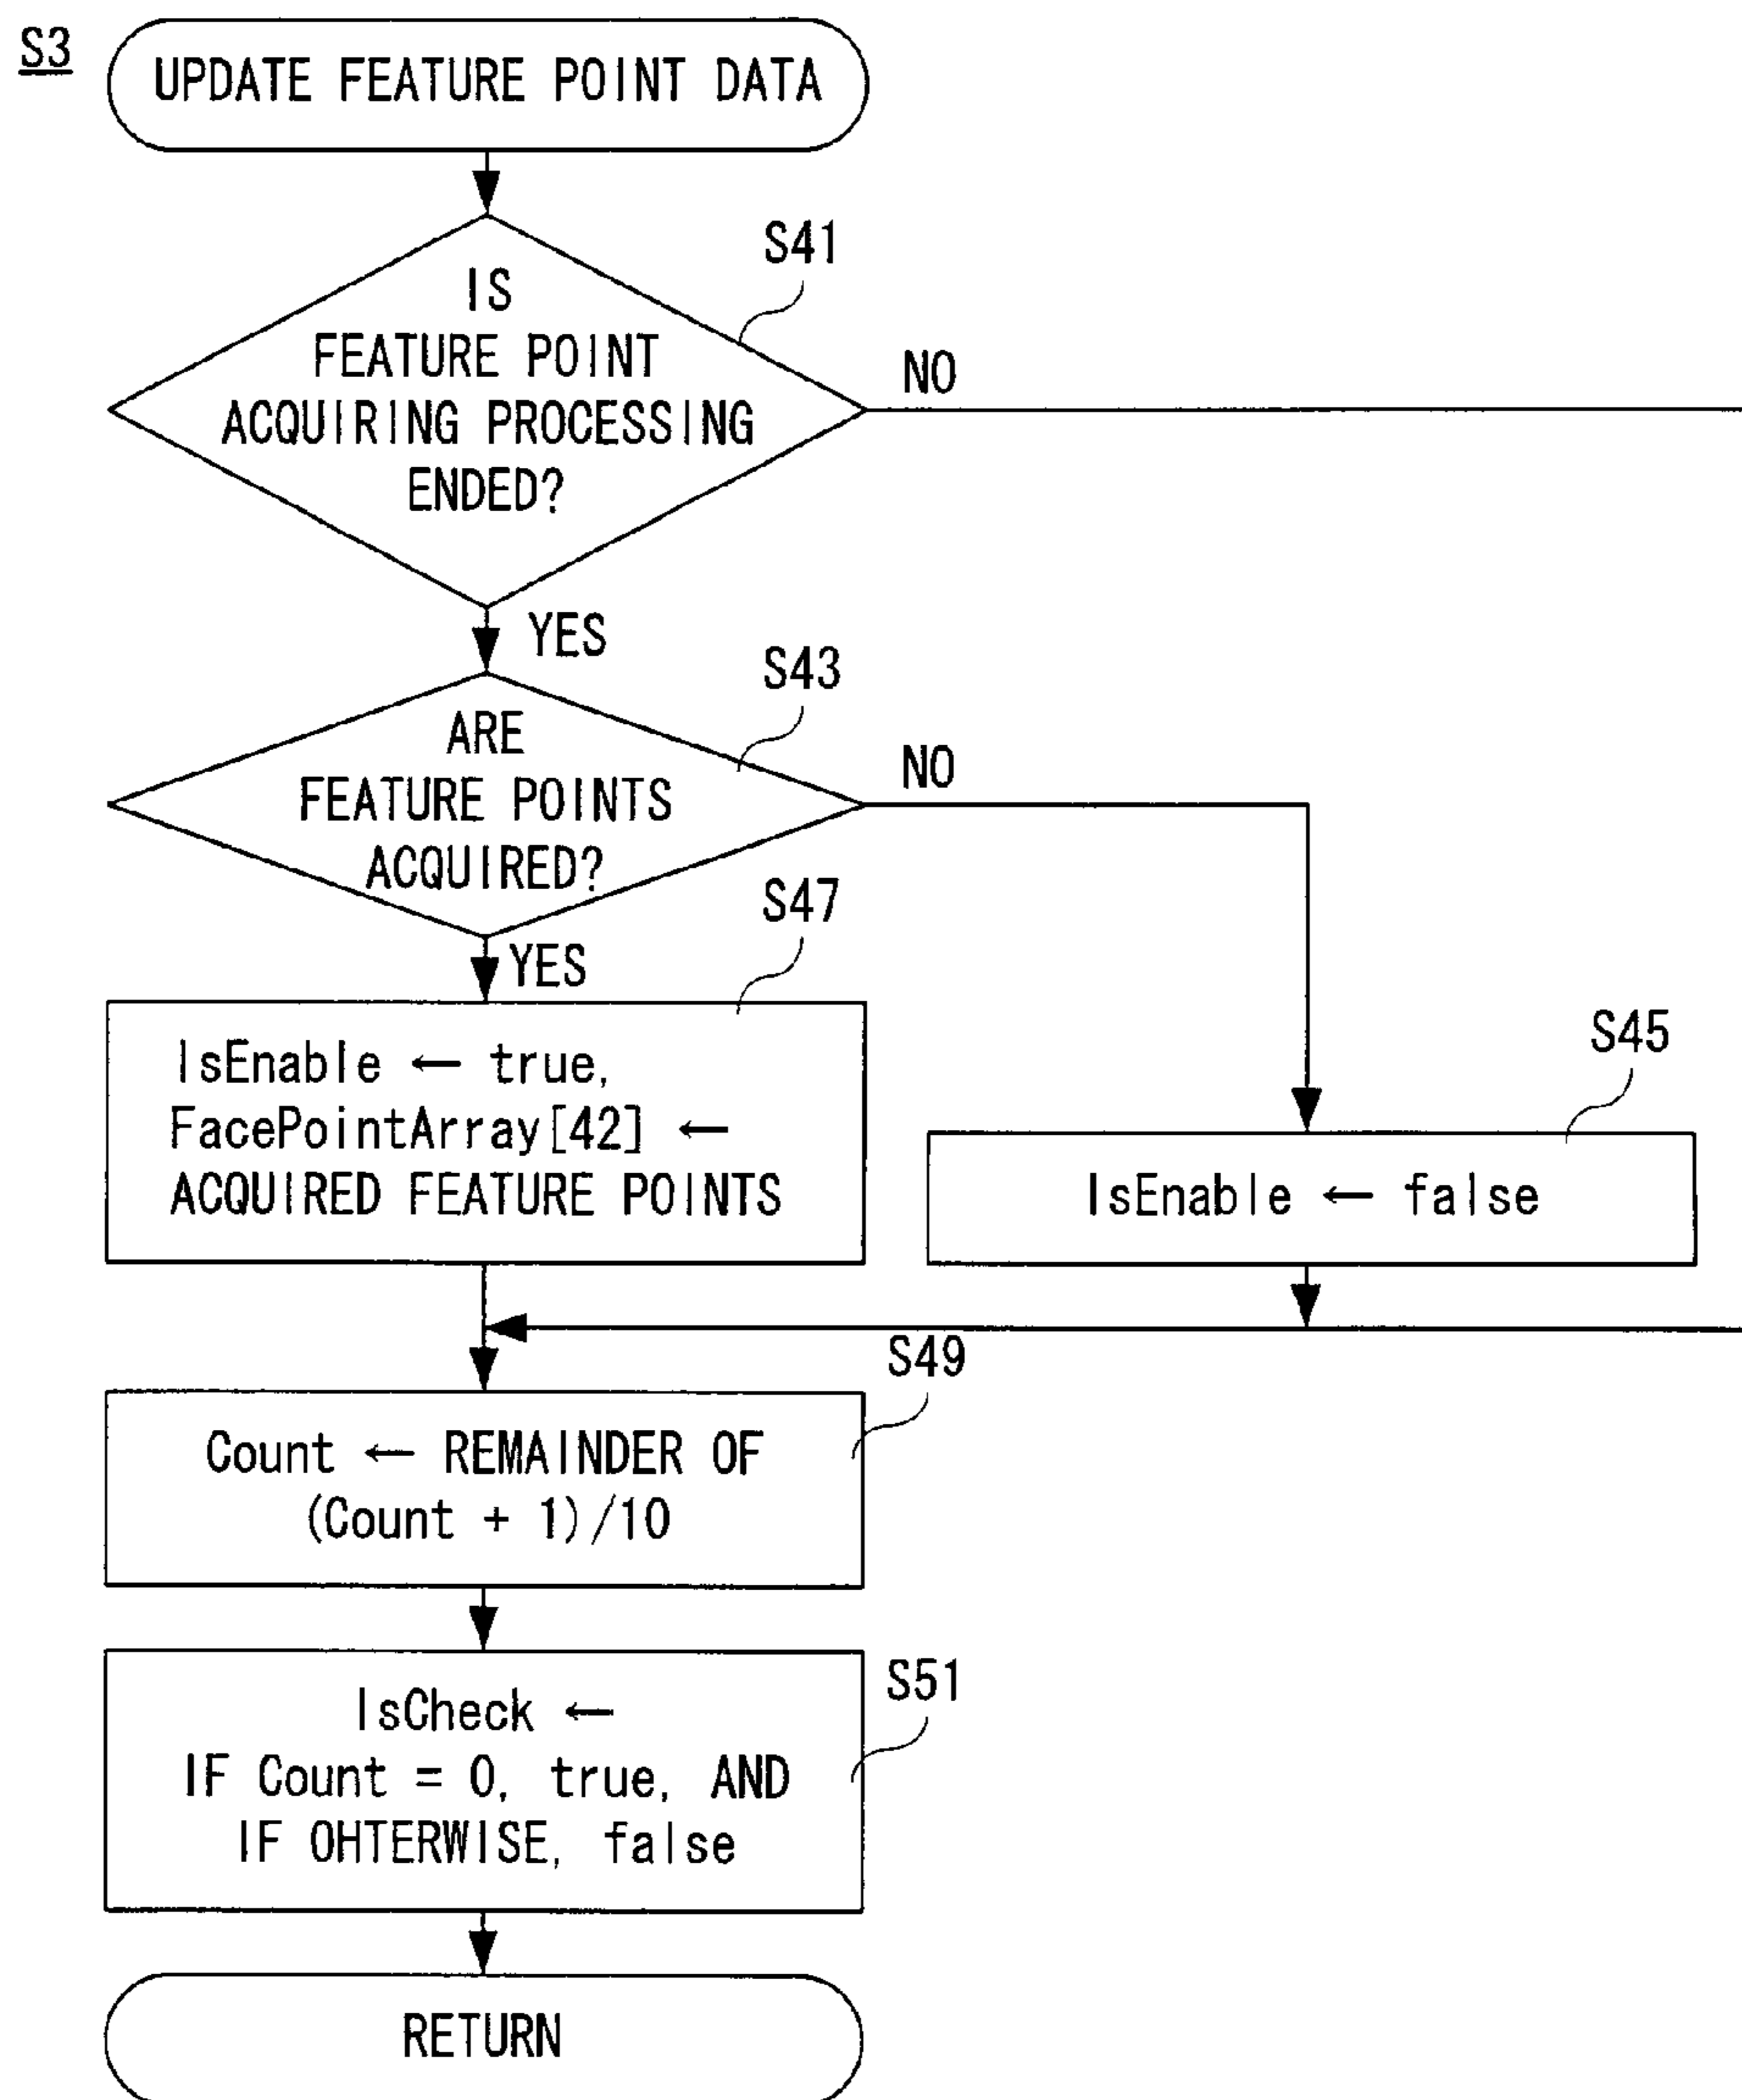 S3
UPDATE FEATURE POINT DATA
S41
IS
FEATURE POINT
ACQUIRING PROCESSING
ENDED?
NO
YES
S43
ARE
FEATURE POINTS
ACQUIRED?
NO
YES
S47
IsEnable ← true,
FacePointArray[42] ←
ACQUIRED FEATURE POINTS
S45
IsEnable ← false
S49
Count ← REMAINDER OF
(Count + 1)/10
S51
IsCheck ←
IF Count = 0, true, AND
IF OHTERWISE, false
RETURN